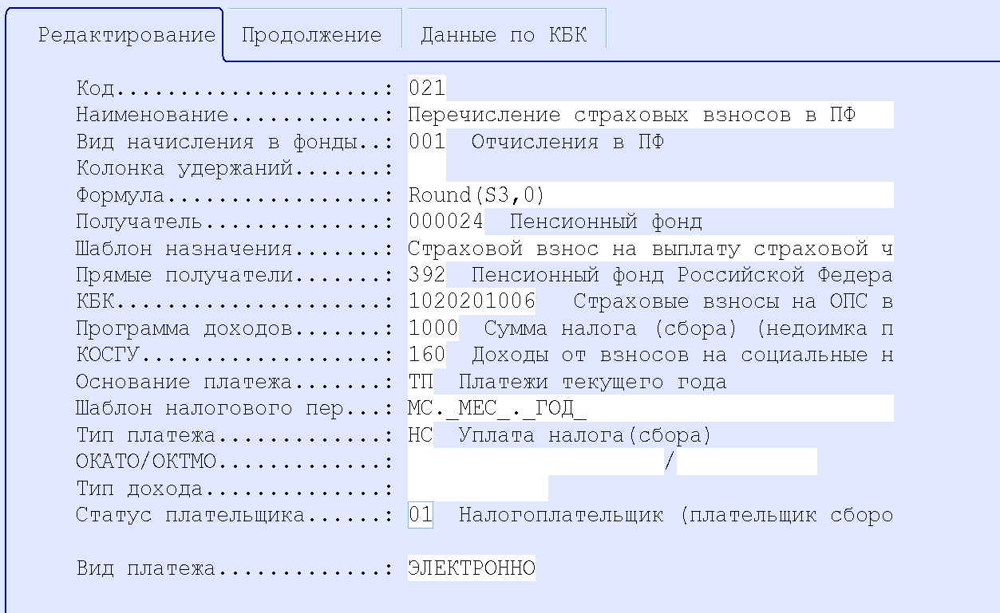 Редактирование Продолжение Данные по КБК
Код.....................: 021
Наименование............: Перечисление страховых взносов в ПФ
Вид начисления в фонды..: 001 Отчисления в ПФ
Колонка удержаний.......:
Формула.................: Round(S3,0)
Получатель..............: 000024 Пенсионный фонд
Шаблон назначения.......: Страховой взнос на выплату страховой ч
Прямые получатели.......: 392 Пенсионный фонд Российской Федера
КБК.....................: 1020201006 Страховые взносы на ОПС в
Программа доходов.......: 1000 Сумма налога (сбора) (недоимка п
КОСГУ...................: 160 Доходы от взносов на социальные н
Основание платежа.......: ТП Платежи текущего года
Шаблон налогового пер...: МС._МЕС_._ГОД_
Тип платежа.............: НС Уплата налога(сбора)
ОКАТО/ОКТМО.............: /
Тип дохода..............:
Статус плательщика......: 01 Налогоплательщик (плательщик сборо
Вид платежа.............: ЭЛЕКТРОННО